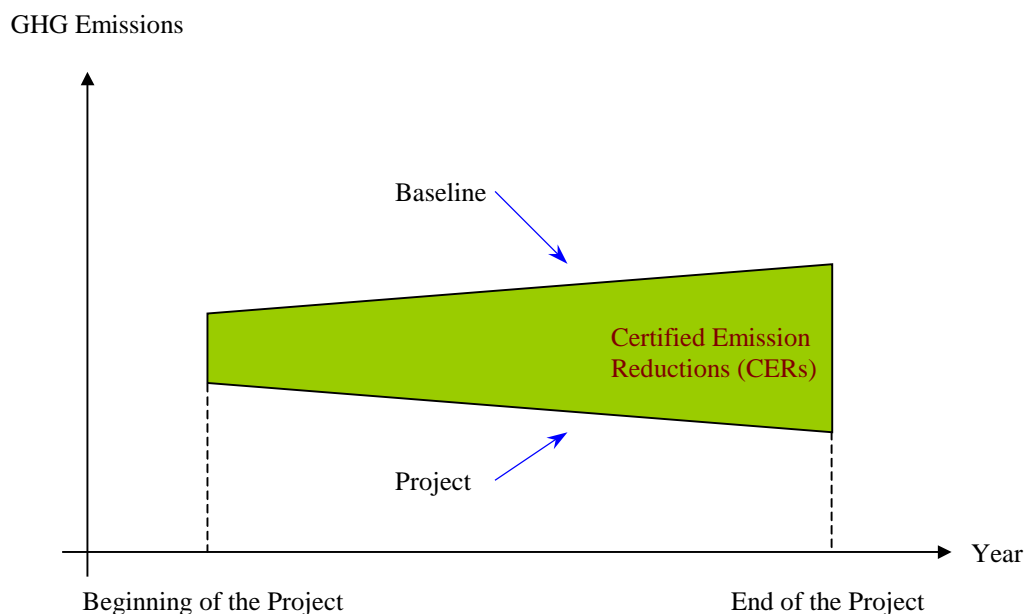 GHG Emissions
Baseline
Certified Emission
Reductions (CERs)
Project
Year
Beginning of the Project
End of the Project